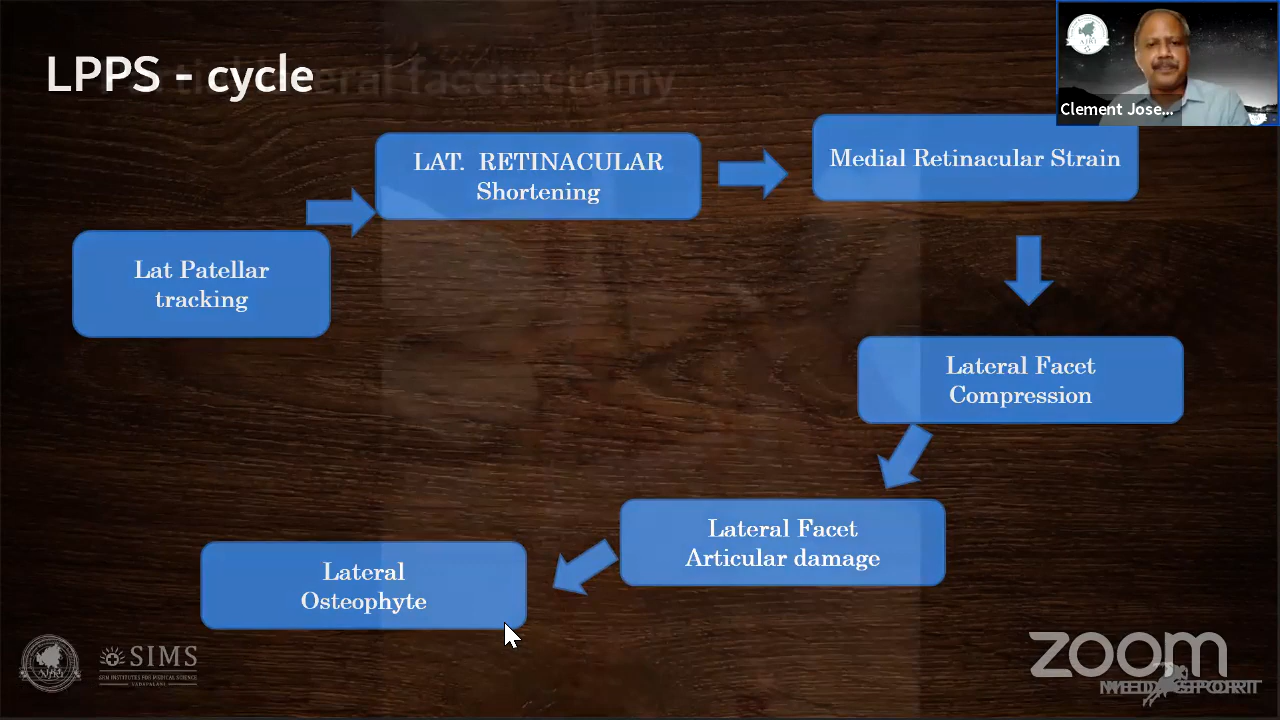 LPPS - cycle
Clement Jose...
LAT. RETINACULAR
Shortening
Medial Retinacular Strain
Lat Patellar
tracking
Lateral Facet
Compression
Lateral Facet
Articular damage
Lateral
Osteophyte
SIMS
zoom